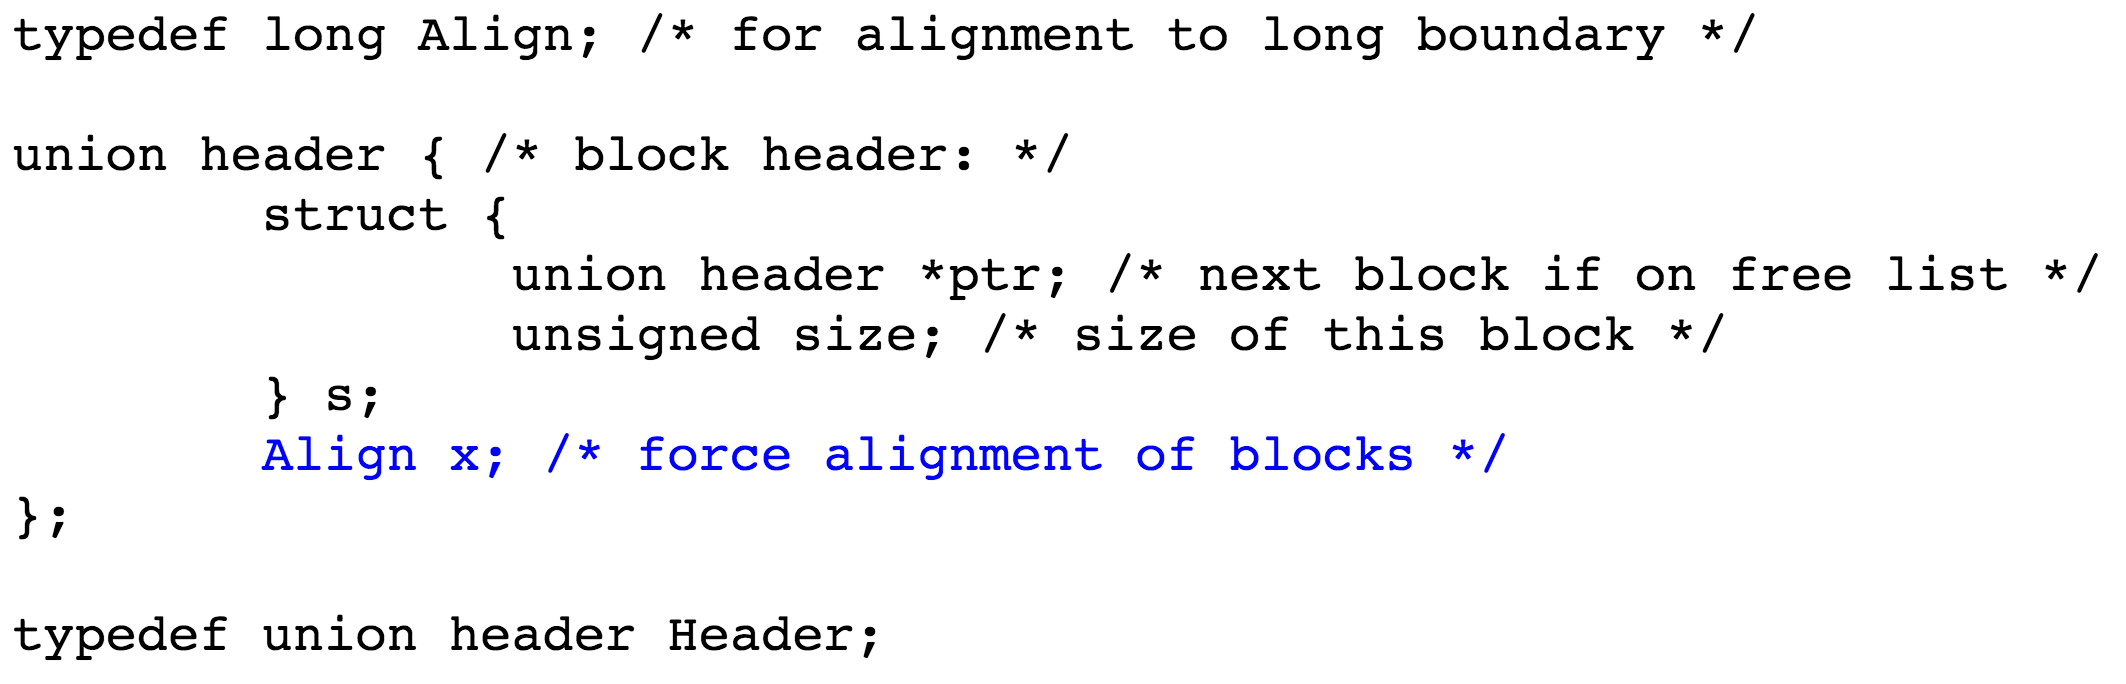 typedef long Align; /* for alignment to long boundary */
union header { /* block header: */
struct {
union header *ptr; /* next block if on free list */
unsigned size; /* size of this block */
} s;
Align x; /* force alignment of blocks */
};
typedef union header Header;